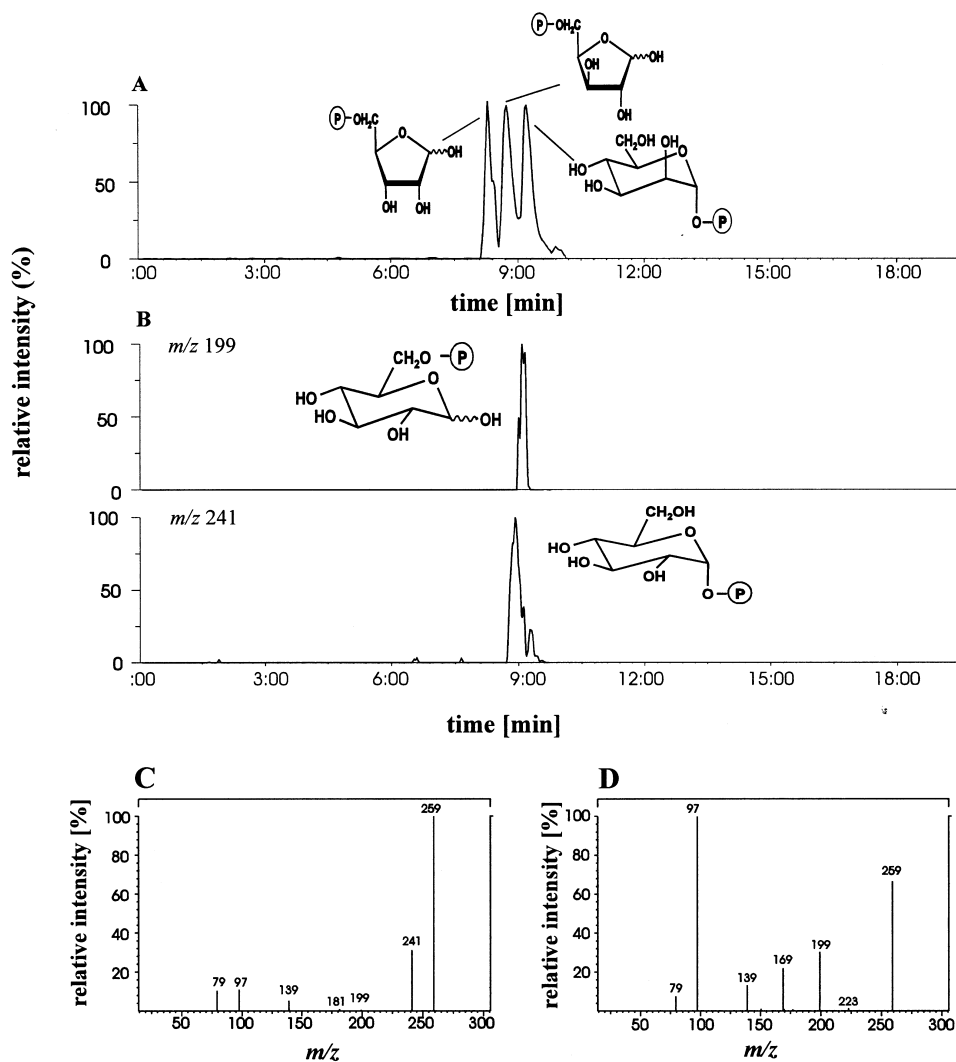 A
100
50
0
:00 3:00 6:00 9:00 12:00 15:00 18:00
time [min]
relative intensity (%)
P OH₂C O OH OH OH
P OH₂C O OH OH OH
CH₂OH OH O HO HO O P
B
m/z 199
100
50
0
CH₂O P O HO HO OH OH
m/z 241
100
50
0
CH₂OH O HO HO OH O P
:00 3:00 6:00 9:00 12:00 15:00 18:00
time [min]
C
relative intensity [%]
100
80
60
40
20
79 97 139 181 199 241 259
50 100 150 200 250 300
m/z
D
relative intensity [%]
100
80
60
40
20
79 97 139 169 199 223 259
50 100 150 200 250 300
m/z